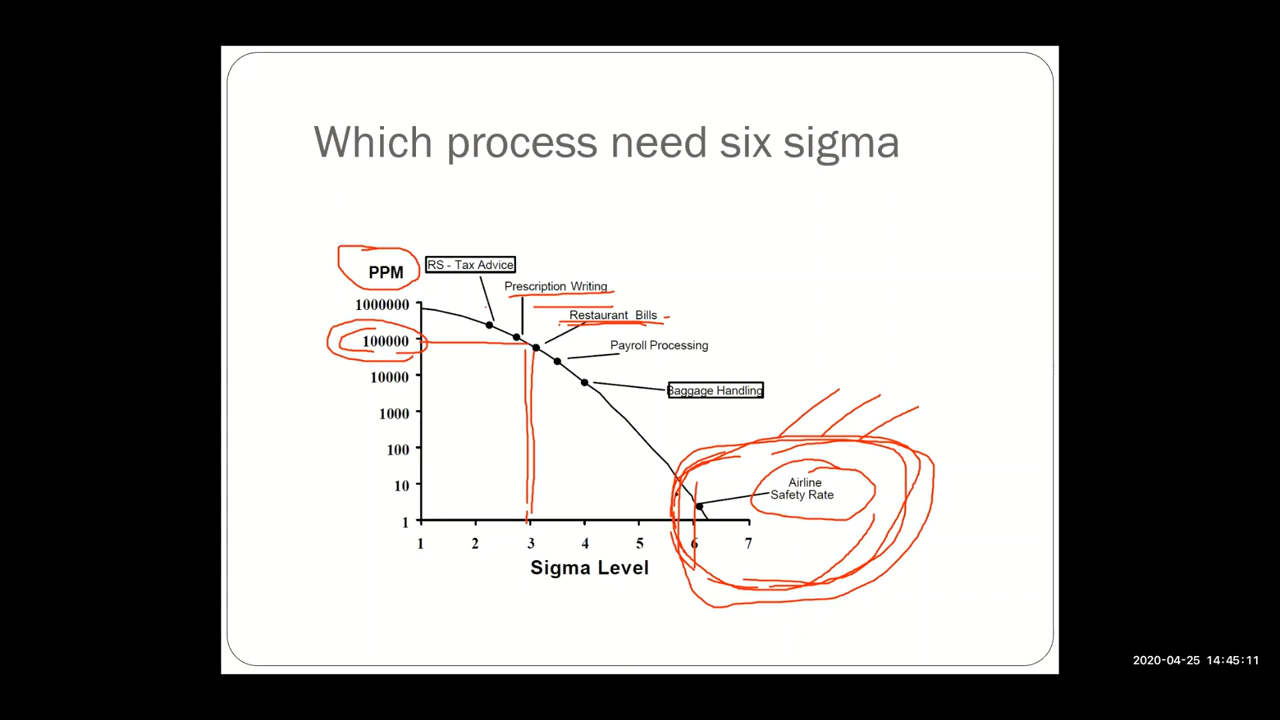 Which process need six sigma
PPM
RS - Tax Advice
Prescription Writing
Restaurant Bills
Payroll Processing
Baggage Handling
Airline
Safety Rate
1000000
100000
10000
1000
100
10
1
1 2 3 4 5 6 7
Sigma Level
2020-04-25 14:45:11